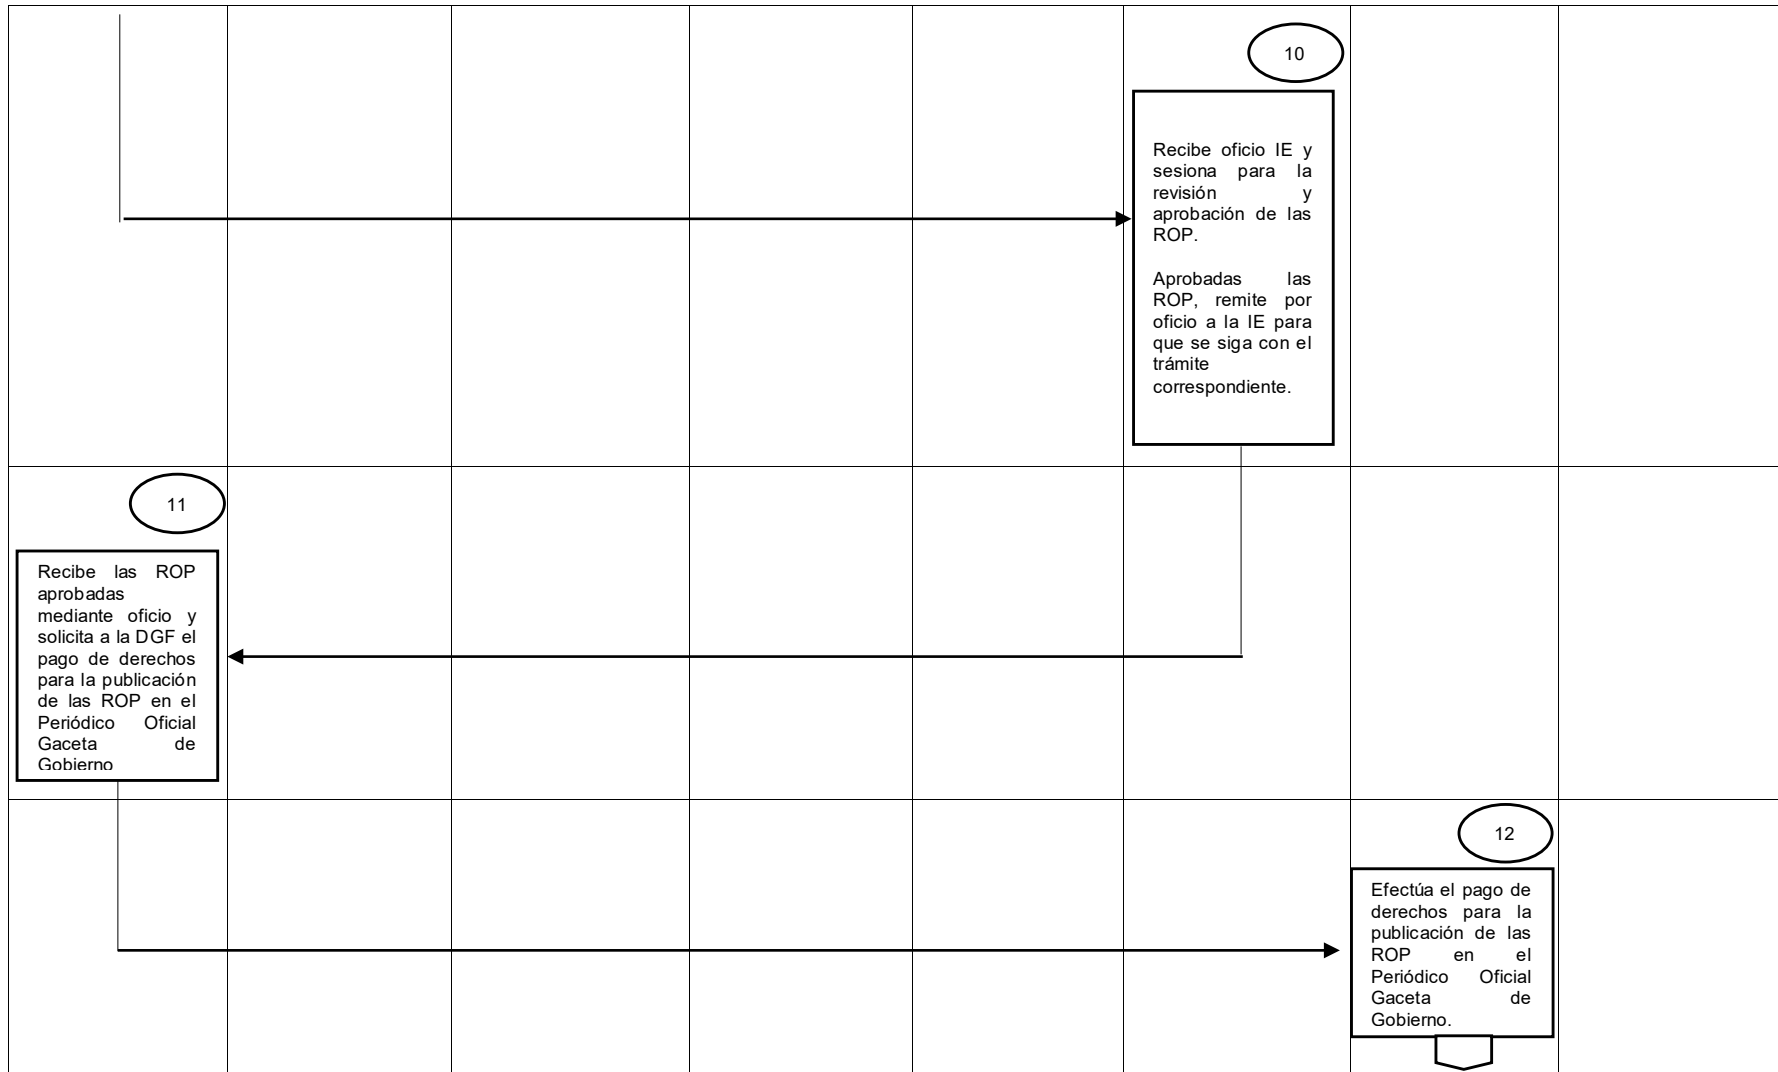 10
Recibe oficio IE y
sesiona para la
revisión y
aprobación de las
ROP.
Aprobadas las
ROP, remite por
oficio a la IE para
que se siga con el
trámite
correspondiente.
11
Recibe las ROP
aprobadas
mediante oficio y
solicita a la DGF el
pago de derechos
para la publicación
de las ROP en el
Periódico Oficial
Gaceta de
Gobierno
12
Efectúa el pago de
derechos para la
publicación de las
ROP en el
Periódico Oficial
Gaceta de
Gobierno.